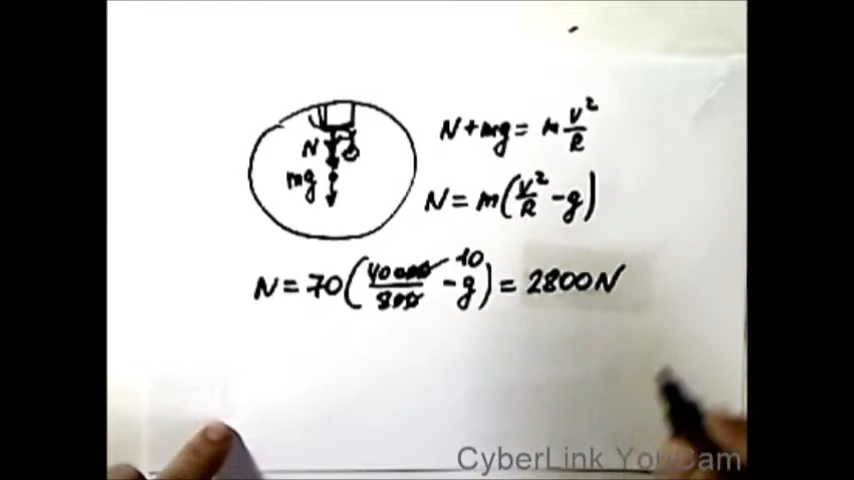 N+mg = m v²/R
N
mg
N = m(v²/R - g)
10
N = 70(40000/800 - g) = 2800N
CyberLink YouCam